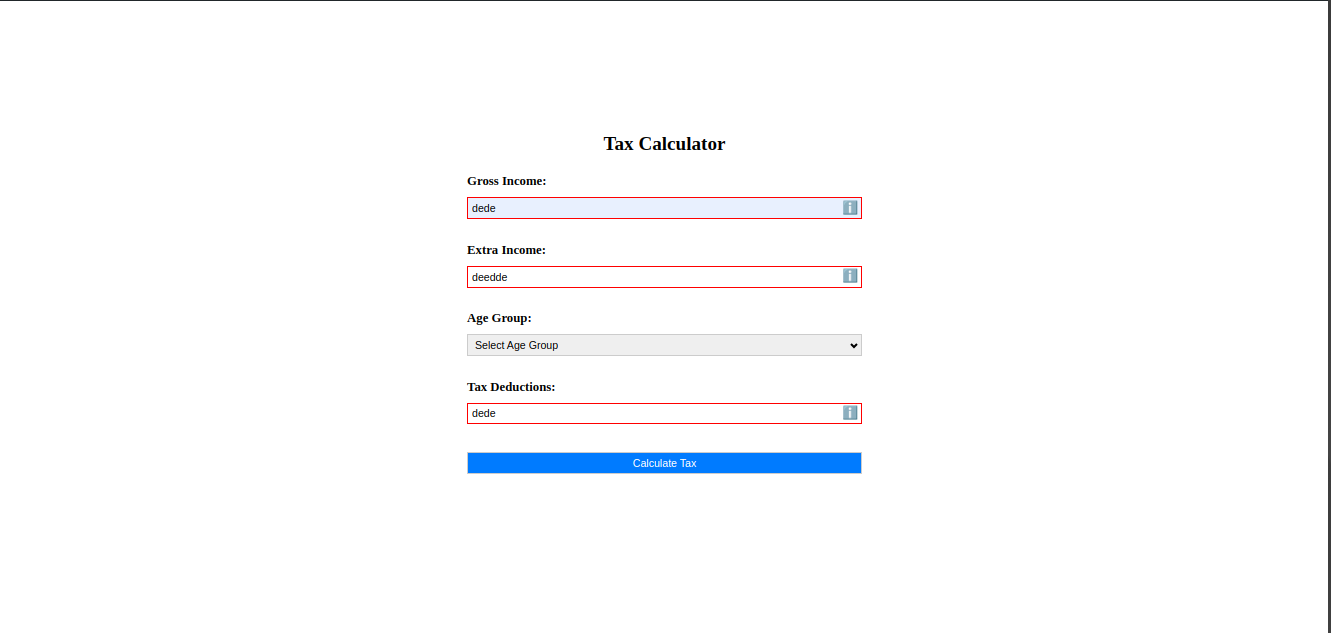 Tax Calculator
Gross Income:
dede
Extra Income:
deedde
Age Group:
Select Age Group
Tax Deductions:
dede
Calculate Tax